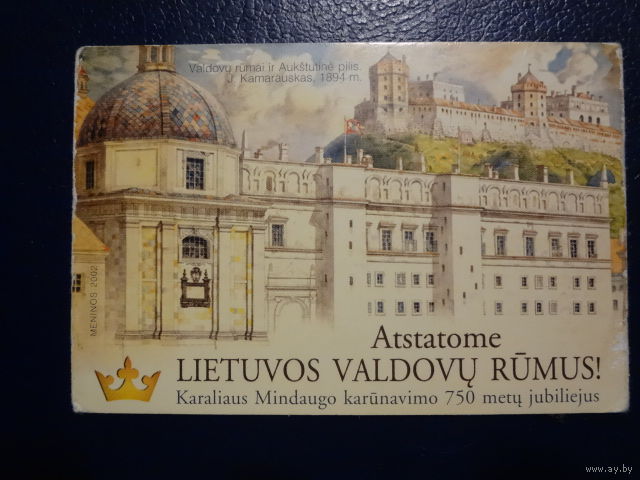 Valdovų rūmai ir Aukštutinė pilis.
J. Kamarauskas, 1894 m.
MENINOS 2002
Atstatome
LIETUVOS VALDOVŲ RŪMUS!
Karaliaus Mindaugo karūnavimo 750 metų jubiliejus
www.ay.by